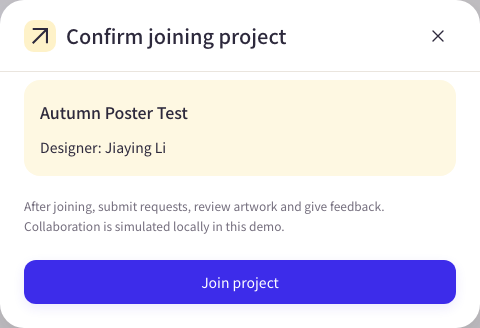 Confirm joining project
Autumn Poster Test
Designer: Jiaying Li
After joining, submit requests, review artwork and give feedback.
Collaboration is simulated locally in this demo.
Join project